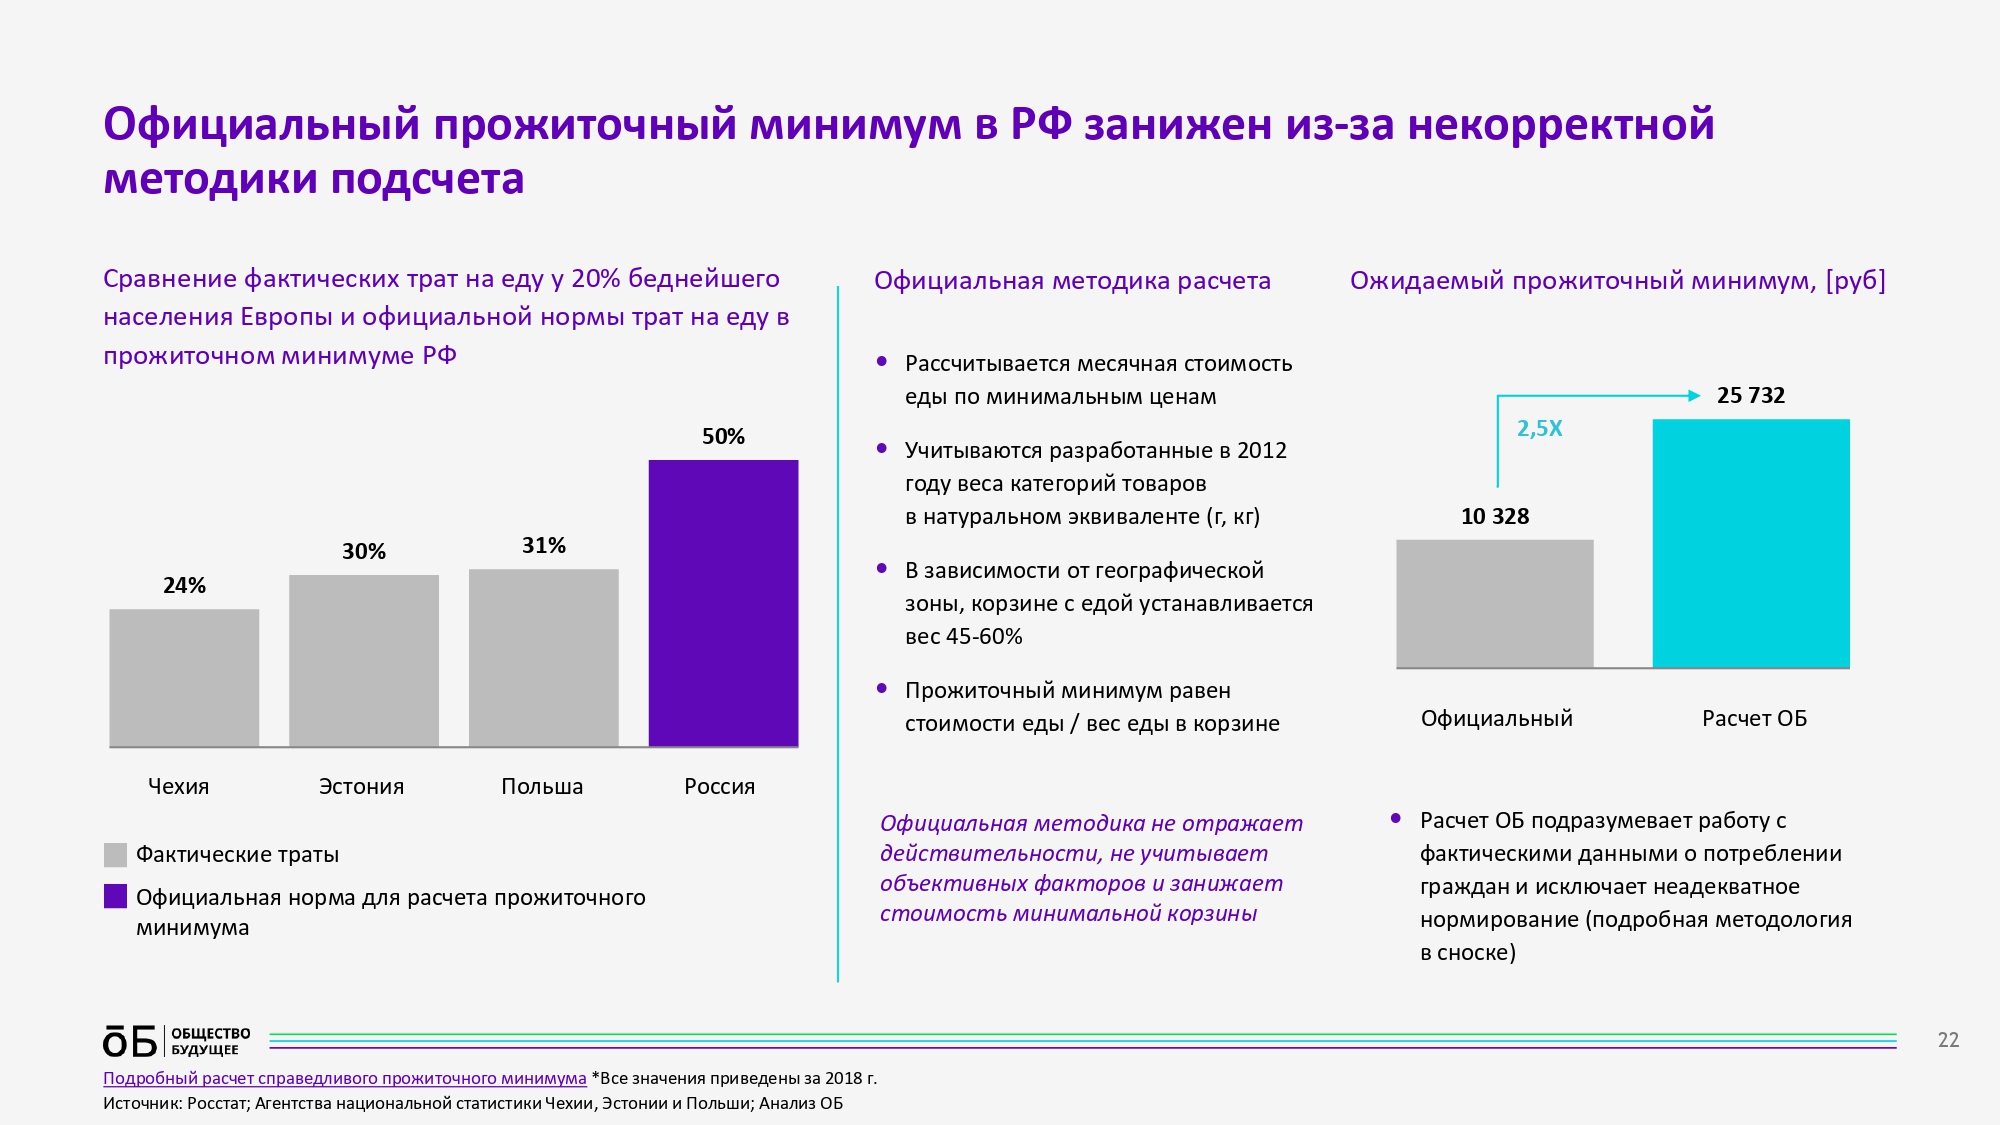 Официальный прожиточный минимум в РФ занижен из-за некорректной
методики подсчета
Сравнение фактических трат на еду у 20% беднейшего
населения Европы и официальной нормы трат на еду в
прожиточном минимуме РФ
50%
31%
30%
24%
Чехия
Эстония
Польша
Россия
Фактические траты
Официальная норма для расчета прожиточного
минимума
Официальная методика расчета
Рассчитывается месячная стоимость
еды по минимальным ценам
Учитываются разработанные в 2012
году веса категорий товаров
в натуральном эквиваленте (г, кг)
В зависимости от географической
зоны, корзине с едой устанавливается
вес 45-60%
Прожиточный минимум равен
стоимости еды / вес еды в корзине
Официальная методика не отражает
действительности, не учитывает
объективных факторов и занижает
стоимость минимальной корзины
Ожидаемый прожиточный минимум, [руб]
25 732
2,5X
10 328
Официальный
Расчет ОБ
Расчет ОБ подразумевает работу с
фактическими данными о потреблении
граждан и исключает неадекватное
нормирование (подробная методология
в сноске)
ōБ
ОБЩЕСТВО
БУДУЩЕЕ
22
Подробный расчет справедливого прожиточного минимума *Все значения приведены за 2018 г.
Источник: Росстат; Агентства национальной статистики Чехии, Эстонии и Польши; Анализ ОБ